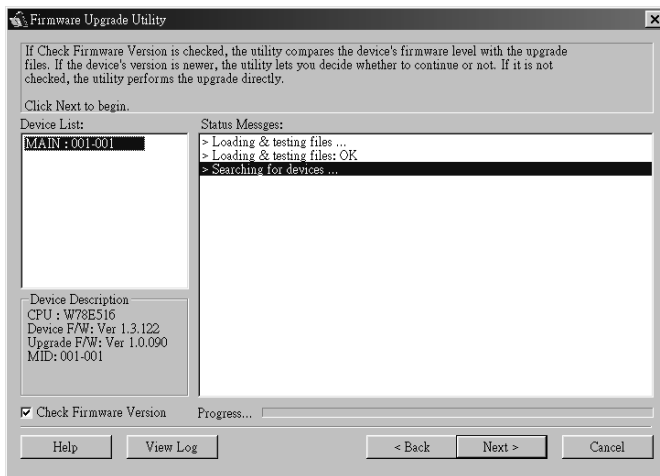 Firmware Upgrade Utility
If Check Firmware Version is checked, the utility compares the device's firmware level with the upgrade
files. If the device's version is newer, the utility lets you decide whether to continue or not. If it is not
checked, the utility performs the upgrade directly.
Click Next to begin.
Device List:
MAIN : 001-001
Status Messges:
> Loading & testing files ...
> Loading & testing files: OK
> Searching for devices ...
Device Description
CPU : W78E516
Device F/W: Ver 1.3.122
Upgrade F/W: Ver 1.0.090
MID: 001-001
Check Firmware Version
Progress...
Help
View Log
< Back
Next >
Cancel